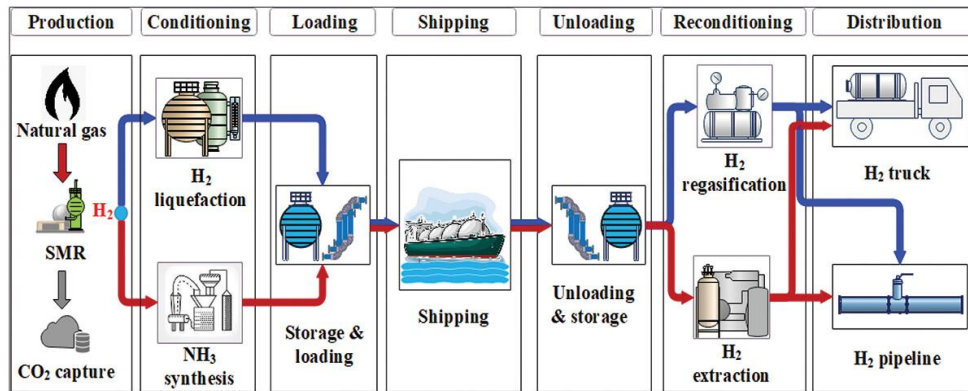 Production
Conditioning
Loading
Shipping
Unloading
Reconditioning
Distribution
Natural gas
H₂
SMR
CO₂ capture
H₂
liquefaction
NH₃
synthesis
Storage &
loading
Shipping
Unloading
& storage
H₂
regasification
H₂
extraction
H₂ truck
H₂ pipeline